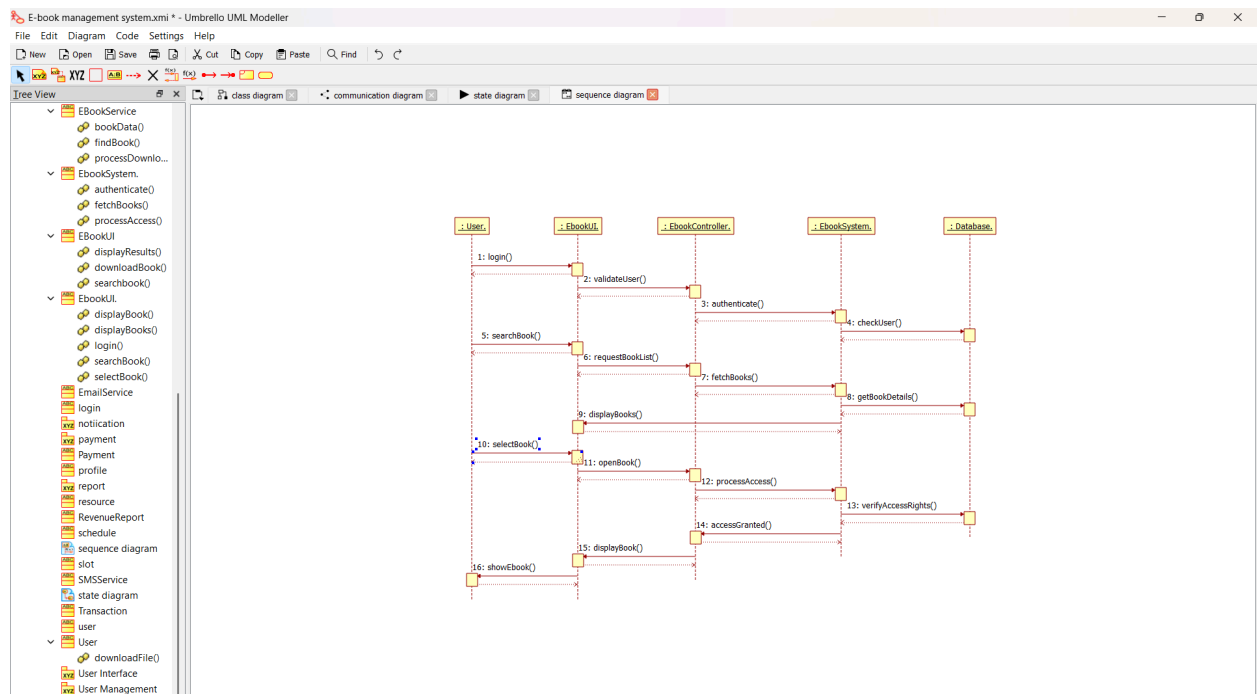 E-book management system.xmi * - Umbrello UML Modeller
File Edit Diagram Code Settings Help
New Open Save Cut Copy Paste Find
XYZ XYZ XYZ A:B f(x) f(x)
Tree View class diagram communication diagram state diagram sequence diagram
EBookService
bookData()
findBook()
processDownlo...
EbookSystem.
authenticate()
fetchBooks()
processAccess()
EBookUI
displayResults()
downloadBook()
searchbook()
EbookUI.
displayBook()
displayBooks()
login()
searchBook()
selectBook()
EmailService
login
notiication
payment
Payment
profile
report
resource
RevenueReport
schedule
sequence diagram
slot
SMSService
state diagram
Transaction
user
User
downloadFile()
User Interface
User Management
: User. : EbookUI. : EbookController. : EbookSystem. : Database.
1: login()
2: validateUser()
3: authenticate()
4: checkUser()
5: searchBook()
6: requestBookList()
7: fetchBooks()
8: getBookDetails()
9: displayBooks()
10: selectBook()
11: openBook()
12: processAccess()
13: verifyAccessRights()
14: accessGranted()
15: displayBook()
16: showEbook()